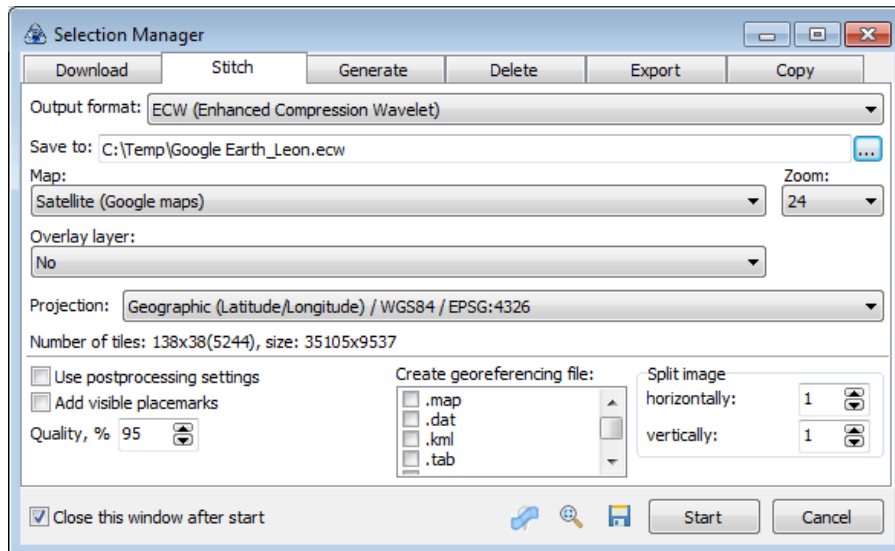 Selection Manager
Download Stitch Generate Delete Export Copy
Output format: ECW (Enhanced Compression Wavelet)
Save to: C:\Temp\Google Earth_Leon.ecw ...
Map: Zoom:
Satellite (Google maps) 24
Overlay layer:
No
Projection: Geographic (Latitude/Longitude) / WGS84 / EPSG:4326
Number of tiles: 138x38(5244), size: 35105x9537
Use postprocessing settings Create georeferencing file: Split image
Add visible placemarks .map horizontally: 1
.dat
Quality, % 95 .kml vertically: 1
.tab
Close this window after start Start Cancel